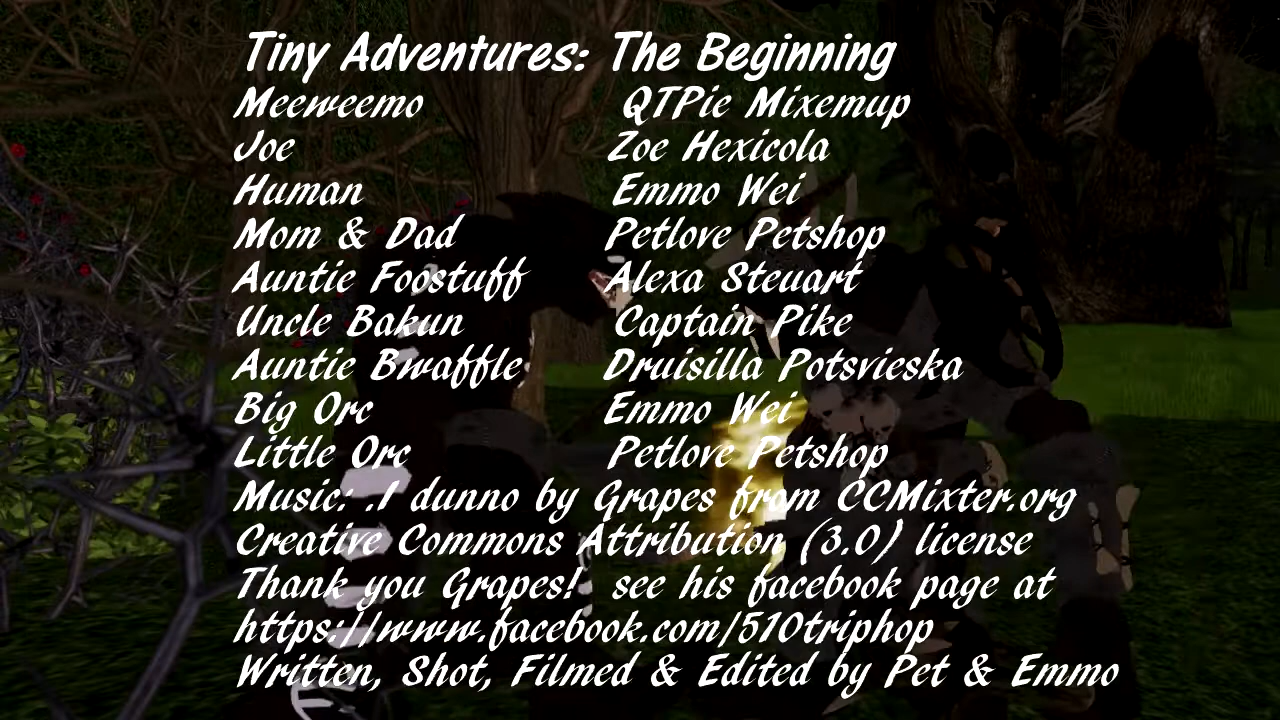 Tiny Adventures: The Beginning
Meeweemo QTPie Mixemup
Joe Zoe Hexicola
Human Emmo Wei
Mom & Dad Petlove Petshop
Auntie Foostuff Alexa Steuart
Uncle Bakun Captain Pike
Auntie Bwaffle Druisilla Potsvieska
Big Orc Emmo Wei
Little Orc Petlove Petshop
Music: .I dunno by Grapes from CCMixter.org
Creative Commons Attribution (3.0) license
Thank you Grapes! see his facebook page at
https://www.facebook.com/510triphop
Written, Shot, Filmed & Edited by Pet & Emmo